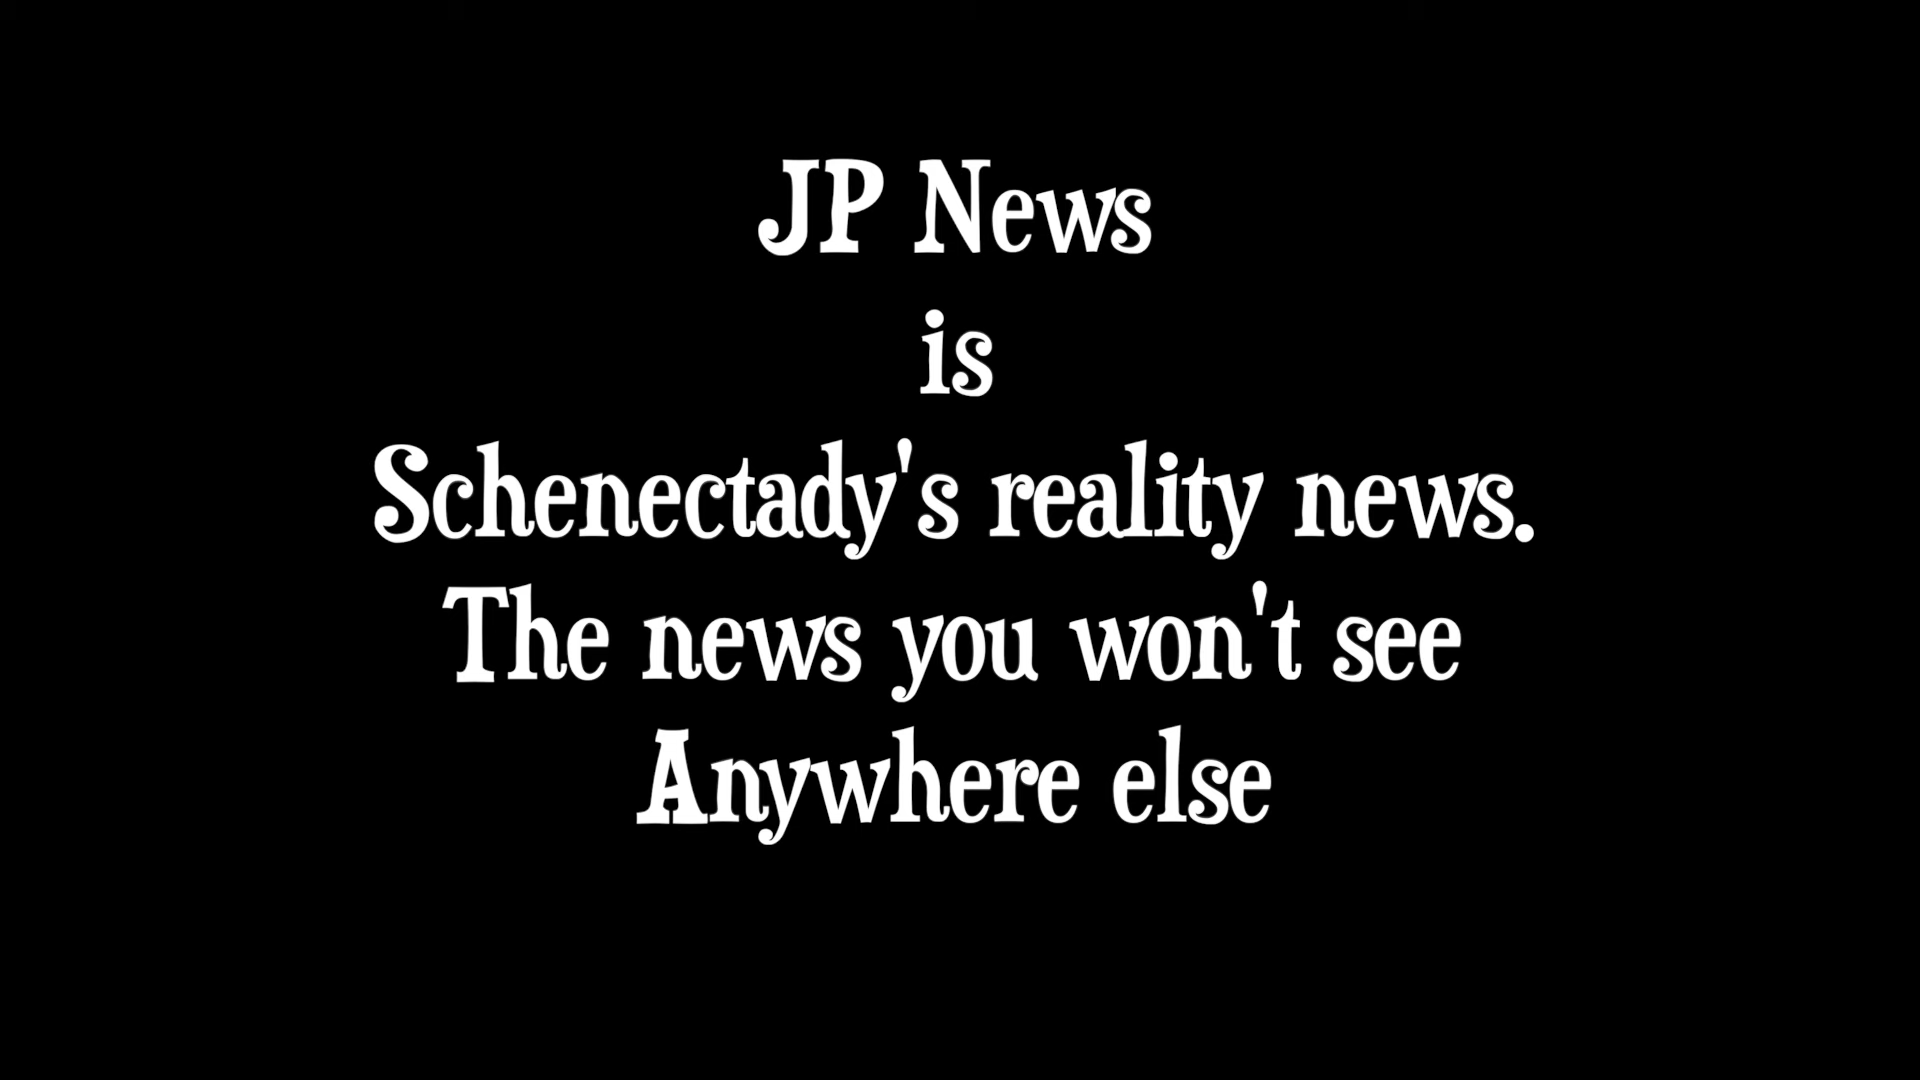 JP News
is
Schenectady's reality news.
The news you won't see
Anywhere else